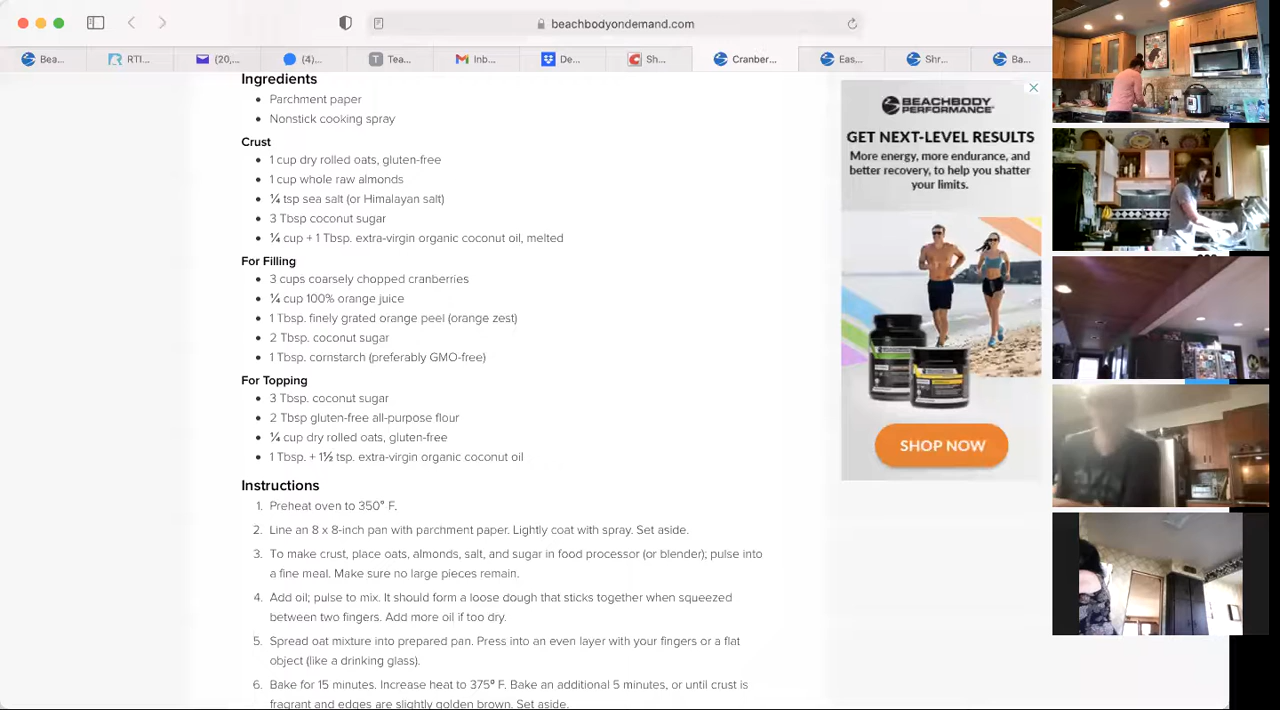 beachbodyondemand.com
Bea...
RTI...
(20,...
(4)...
Tea...
Inb...
De...
Sh...
Cranber...
Eas...
Shr...
Ba...
Ingredients
Parchment paper
Nonstick cooking spray
Crust
1 cup dry rolled oats, gluten-free
1 cup whole raw almonds
¼ tsp sea salt (or Himalayan salt)
3 Tbsp coconut sugar
¼ cup + 1 Tbsp. extra-virgin organic coconut oil, melted
For Filling
3 cups coarsely chopped cranberries
¼ cup 100% orange juice
1 Tbsp. finely grated orange peel (orange zest)
2 Tbsp. coconut sugar
1 Tbsp. cornstarch (preferably GMO-free)
For Topping
3 Tbsp. coconut sugar
2 Tbsp gluten-free all-purpose flour
¼ cup dry rolled oats, gluten-free
1 Tbsp. + 1½ tsp. extra-virgin organic coconut oil
Instructions
1. Preheat oven to 350° F.
2. Line an 8 x 8-inch pan with parchment paper. Lightly coat with spray. Set aside.
3. To make crust, place oats, almonds, salt, and sugar in food processor (or blender); pulse into
a fine meal. Make sure no large pieces remain.
4. Add oil; pulse to mix. It should form a loose dough that sticks together when squeezed
between two fingers. Add more oil if too dry.
5. Spread oat mixture into prepared pan. Press into an even layer with your fingers or a flat
object (like a drinking glass).
6. Bake for 15 minutes. Increase heat to 375° F. Bake an additional 5 minutes, or until crust is
fragrant and edges are slightly golden brown. Set aside.
BEACHBODY
PERFORMANCE
GET NEXT-LEVEL RESULTS
More energy, more endurance, and
better recovery, to help you shatter
your limits.
SHOP NOW